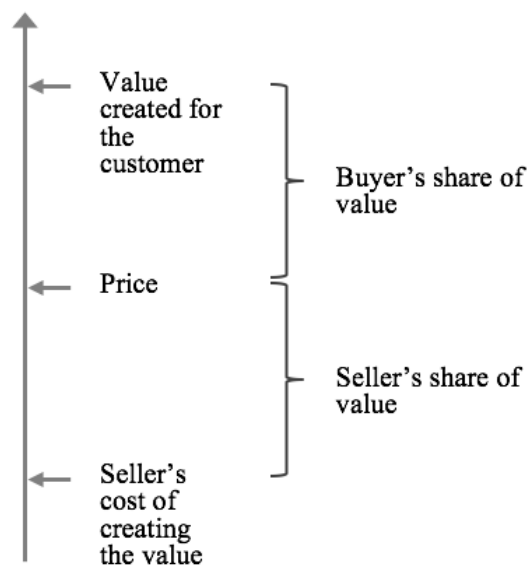 Value
created for
the
customer
Buyer’s share of
value
Price
Seller’s share of
value
Seller’s
cost of
creating
the value